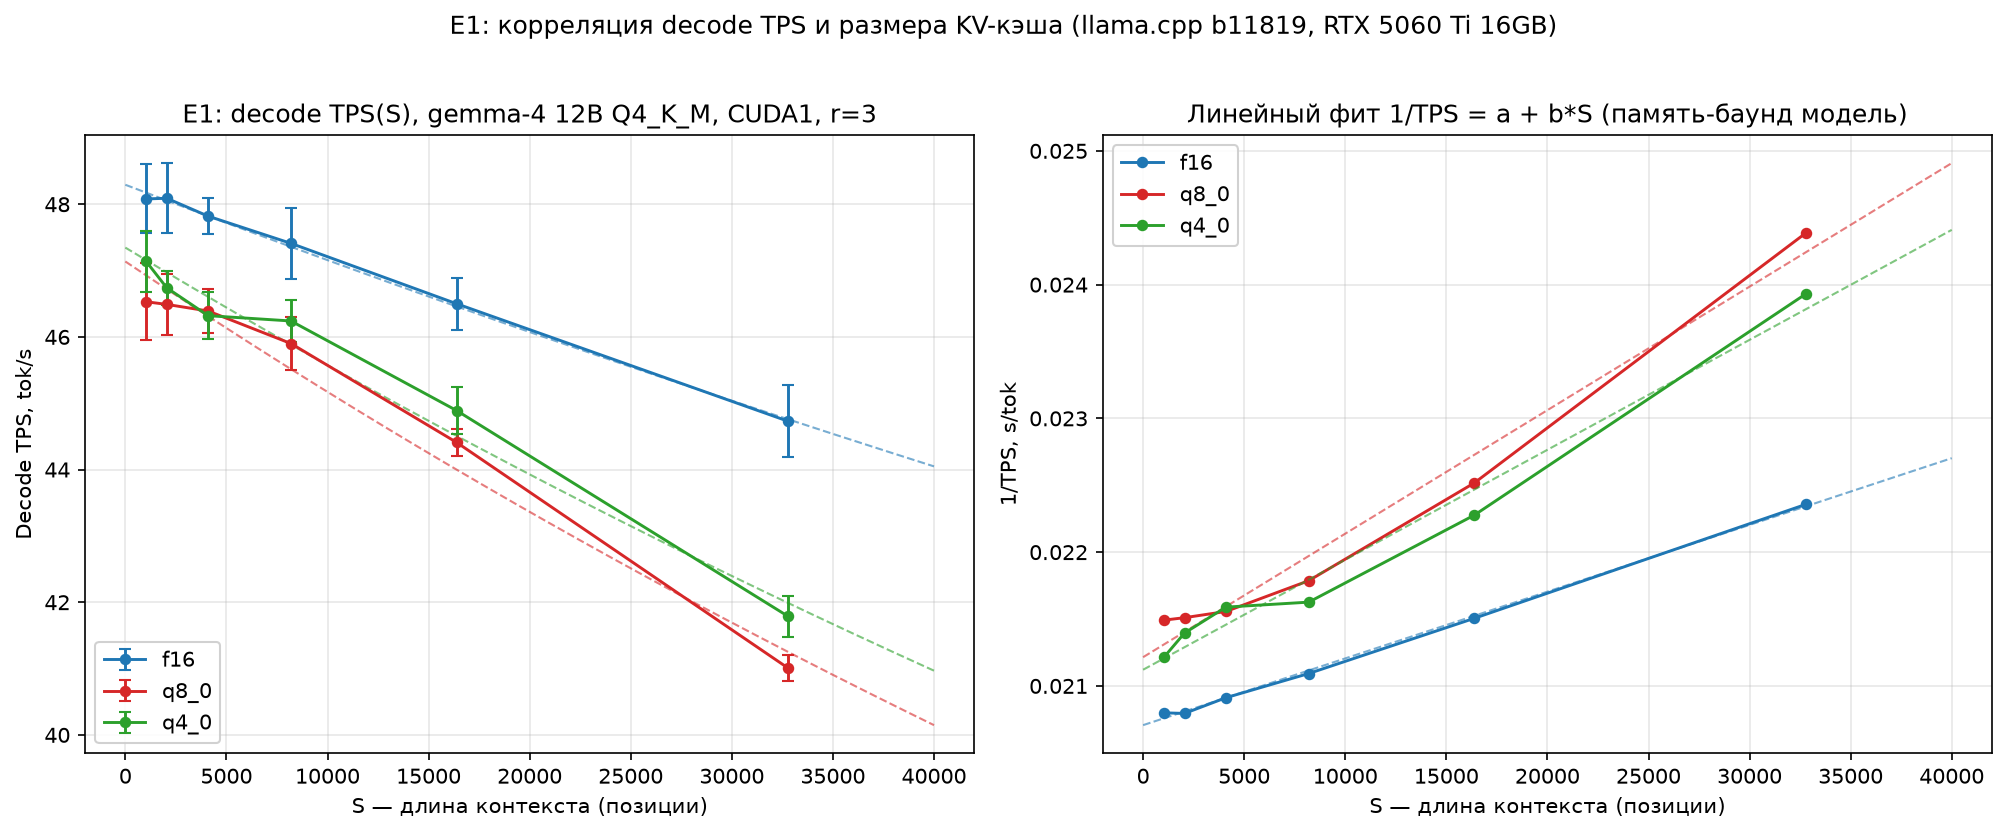 E1: корреляция decode TPS и размера KV-кэша (llama.cpp b11819, RTX 5060 Ti 16GB)
E1: decode TPS(S), gemma-4 12B Q4_K_M, CUDA1, r=3
Decode TPS, tok/s
48
46
44
42
40
f16
q8_0
q4_0
0
5000
10000
15000
20000
25000
30000
35000
40000
S — длина контекста (позиции)
Линейный фит 1/TPS = a + b*S (память-баунд модель)
1/TPS, s/tok
0.025
0.024
0.023
0.022
0.021
f16
q8_0
q4_0
0
5000
10000
15000
20000
25000
30000
35000
40000
S — длина контекста (позиции)